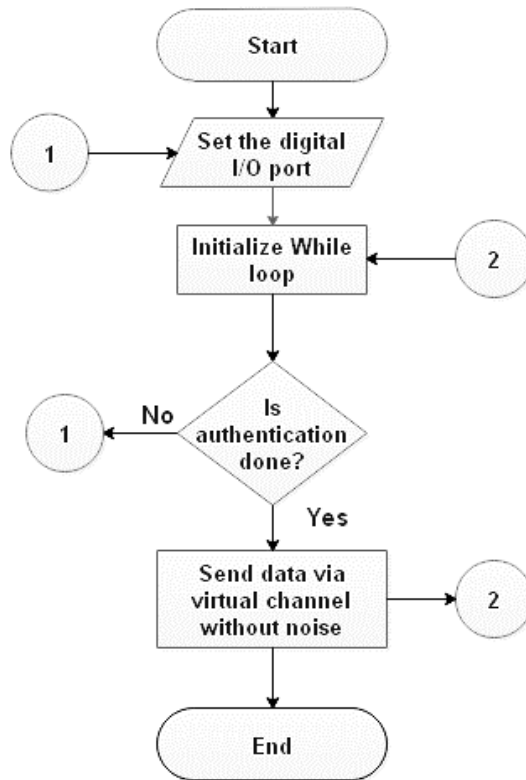 Start
1
Set the digital
I/O port
Initialize While
loop
2
Is
authentication
done?
No
1
Yes
Send data via
virtual channel
without noise
2
End